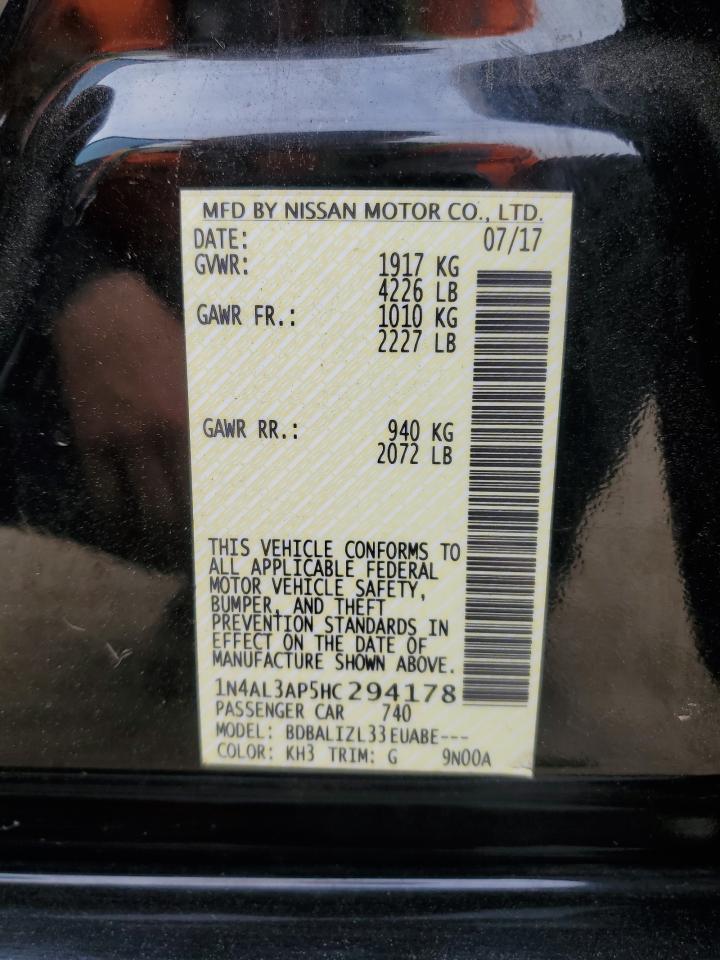 MFD BY NISSAN MOTOR CO., LTD.
DATE: 07/17
GVWR: 1917 KG
4226 LB
GAWR FR.: 1010 KG
2227 LB
GAWR RR.: 940 KG
2072 LB
THIS VEHICLE CONFORMS TO
ALL APPLICABLE FEDERAL
MOTOR VEHICLE SAFETY,
BUMPER, AND THEFT
PREVENTION STANDARDS IN
EFFECT ON THE DATE OF
MANUFACTURE SHOWN ABOVE.
1N4AL3AP5HC294178
PASSENGER CAR 740
MODEL: BDBALIZL33EUABE---
COLOR: KH3 TRIM: G 9N00A